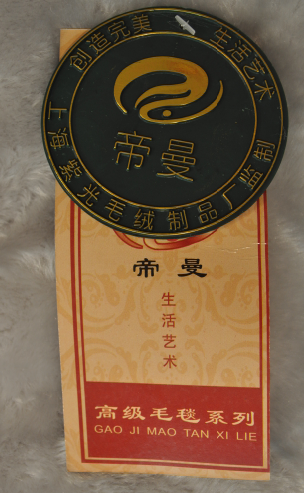 创造完美 生活艺术
帝曼
上海紫光毛绒制品厂监制
帝曼
生活艺术
高级毛毯系列
GAO JI MAO TAN XI LIE